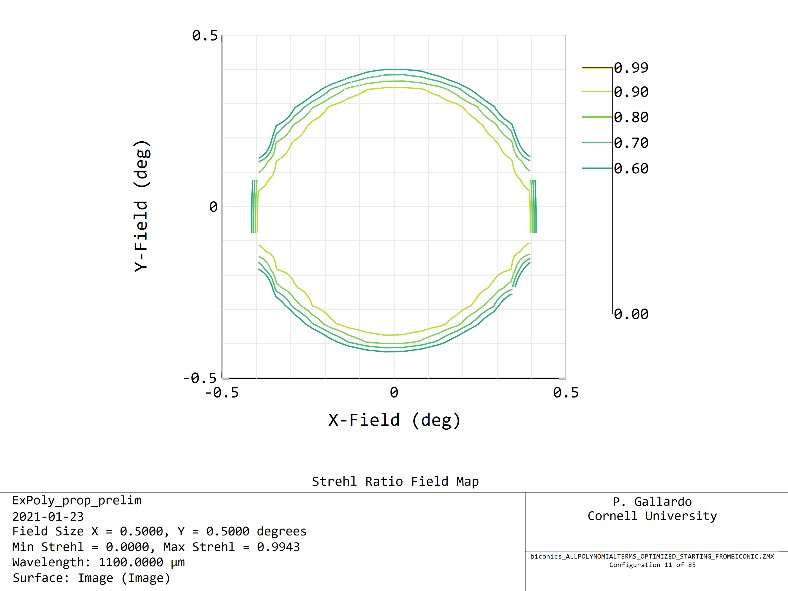 0.5
0
-0.5
-0.5
0
0.5
Y-Field (deg)
X-Field (deg)
0.99
0.90
0.80
0.70
0.60
0.00
Strehl Ratio Field Map
ExPoly_prop_prelim
2021-01-23
Field Size X = 0.5000, Y = 0.5000 degrees
Min Strehl = 0.0000, Max Strehl = 0.9943
Wavelength: 1100.0000 µm
Surface: Image (Image)
P. Gallardo
Cornell University
biconics_ALLPOLYNOMIALTERMS_OPTIMIZED_STARTING_FROMBICONIC.ZMX
Configuration 11 of 85